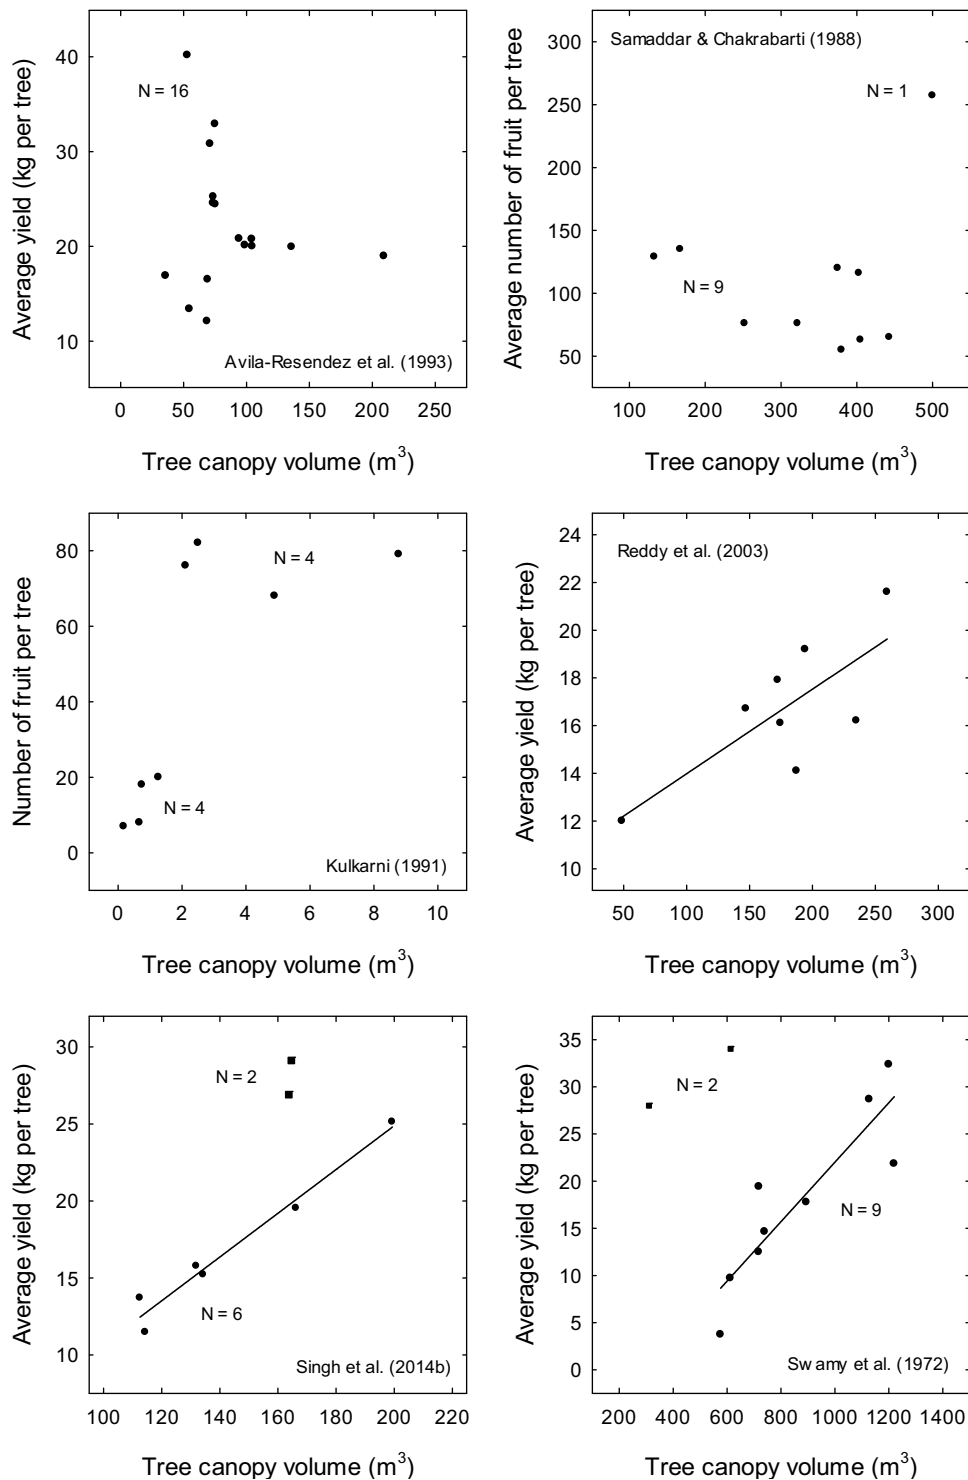 Average yield (kg per tree)
40
30
20
10
N = 16
Avila-Resendez et al. (1993)
0 50 100 150 200 250
Tree canopy volume (m³)
Average number of fruit per tree
300
250
200
150
100
50
Samaddar & Chakrabarti (1988)
N = 1
N = 9
100 200 300 400 500
Tree canopy volume (m³)
Number of fruit per tree
80
60
40
20
0
N = 4
N = 4
Kulkarni (1991)
0 2 4 6 8 10
Tree canopy volume (m³)
Average yield (kg per tree)
24
22
20
18
16
14
12
10
Reddy et al. (2003)
50 100 150 200 250 300
Tree canopy volume (m³)
Average yield (kg per tree)
30
25
20
15
10
N = 2
N = 6
Singh et al. (2014b)
100 120 140 160 180 200 220
Tree canopy volume (m³)
Average yield (kg per tree)
35
30
25
20
15
10
5
0
N = 2
N = 9
Swamy et al. (1972)
200 400 600 800 1000 1200 1400
Tree canopy volume (m³)